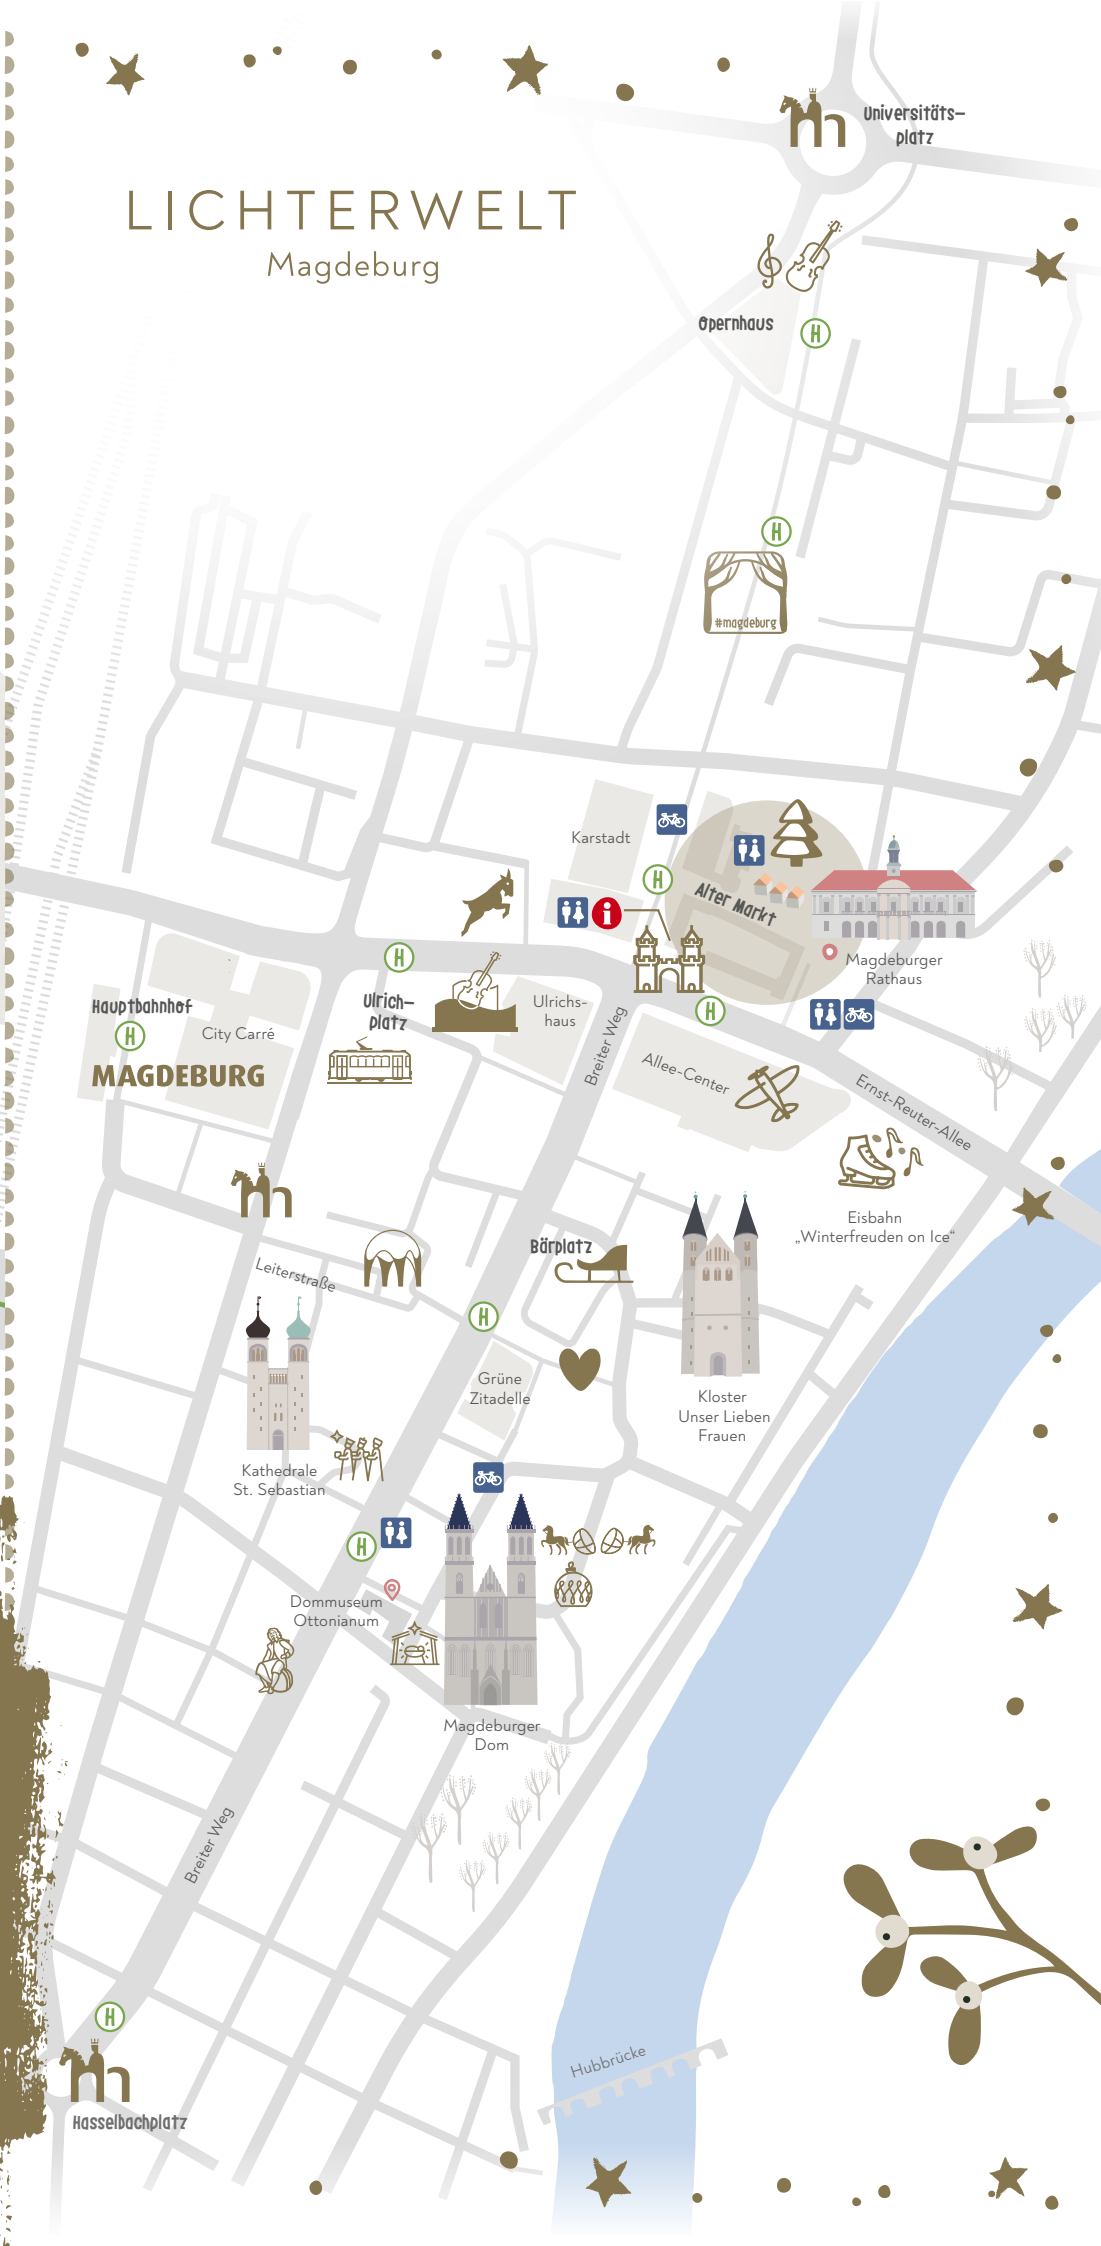 Universitäts–
platz
LICHTERWELT
Magdeburg
Opernhaus
H
H
#magdeburg
Karstadt
H
Alter Markt
i
Magdeburger
Rathaus
H
Ulrich–
platz
Ulrichs-
haus
Hauptbahnhof
H
City Carré
MAGDEBURG
H
Breiter Weg
Allee-Center
Ernst-Reuter-Allee
Eisbahn
„Winterfreuden on Ice“
Bärplatz
Leiterstraße
H
Grüne
Zitadelle
Kloster
Unser Lieben
Frauen
Kathedrale
St. Sebastian
H
Dommuseum
Ottonianum
Magdeburger
Dom
Breiter Weg
H
Hasselbachplatz
Hubbrücke